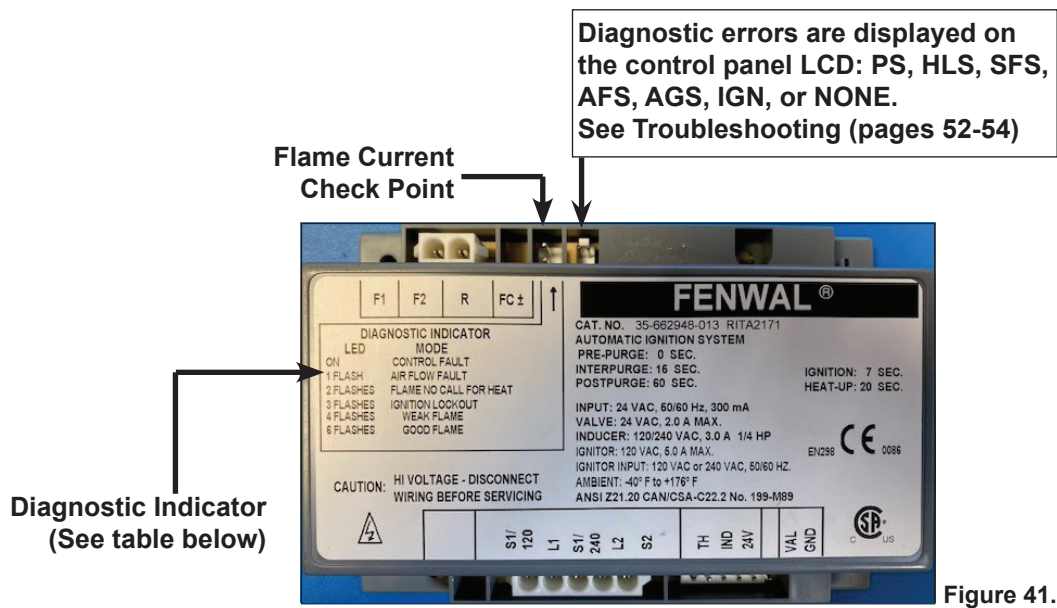 Diagnostic errors are displayed on
the control panel LCD: PS, HLS, SFS,
AFS, AGS, IGN, or NONE.
See Troubleshooting (pages 52-54)
Flame Current
Check Point
F1 F2 R FC ± ↑
DIAGNOSTIC INDICATOR
LED MODE
ON CONTROL FAULT
1 FLASH AIR FLOW FAULT
2 FLASHES FLAME NO CALL FOR HEAT
3 FLASHES IGNITION LOCKOUT
4 FLASHES WEAK FLAME
6 FLASHES GOOD FLAME
CAUTION: HI VOLTAGE - DISCONNECT
WIRING BEFORE SERVICING
FENWAL ®
CAT. NO. 35-662948-013 RITA2171
AUTOMATIC IGNITION SYSTEM
PRE-PURGE: 0 SEC.
INTERPURGE: 15 SEC.
POSTPURGE: 60 SEC.
IGNITION: 7 SEC.
HEAT-UP: 20 SEC.
INPUT: 24 VAC, 50/60 Hz, 300 mA
VALVE: 24 VAC, 2.0 A MAX.
INDUCER: 120/240 VAC, 3.0 A 1/4 HP
IGNITOR: 120 VAC, 5.0 A MAX.
IGNITOR INPUT: 120 VAC or 240 VAC, 50/60 HZ.
AMBIENT: -40° F to +176° F
ANSI Z21.20 CAN/CSA-C22.2 No. 199-M89
EN298 CE 0086
S1/120 L1 S1/240 L2 S2 TH IND 24V VAL GND
C SA ® US
Diagnostic Indicator
(See table below)
Figure 41.